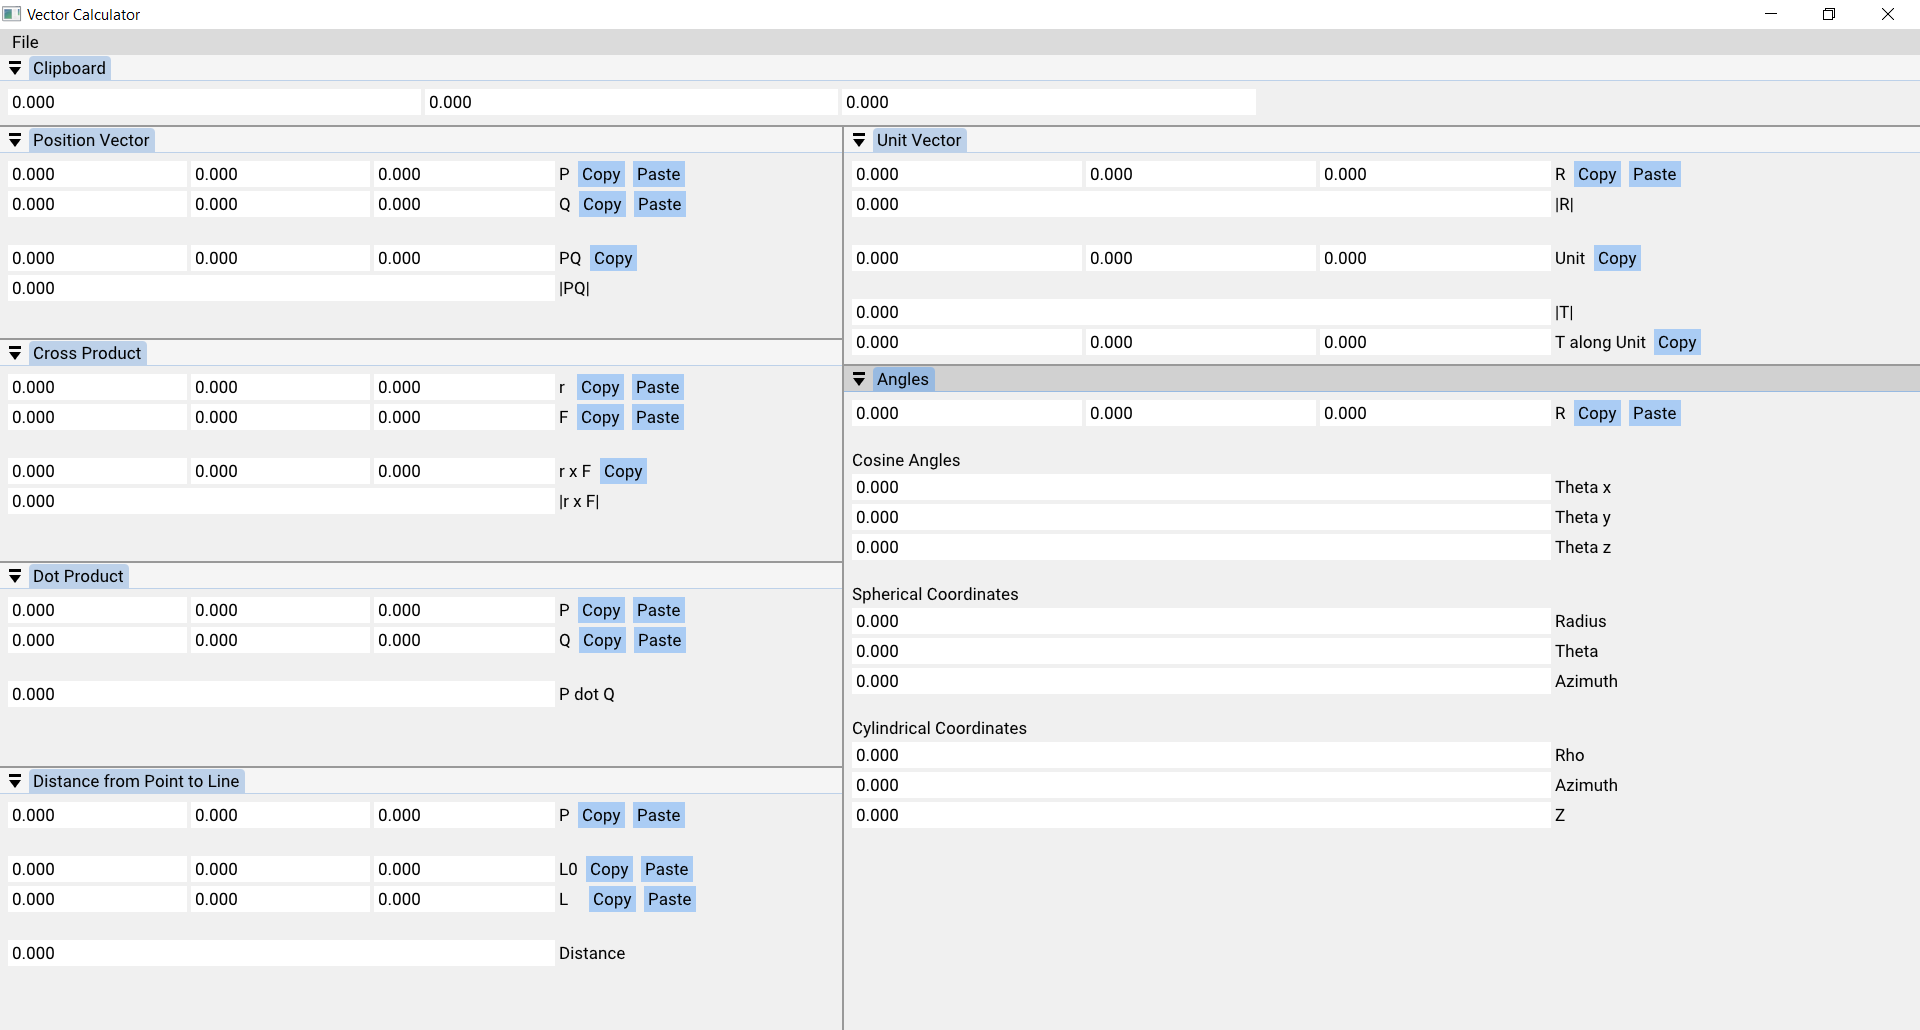 Vector Calculator
File
Clipboard
0.000 0.000 0.000
Position Vector
0.000 0.000 0.000 P Copy Paste
0.000 0.000 0.000 Q Copy Paste
0.000 0.000 0.000 PQ Copy
0.000 |PQ|
Cross Product
0.000 0.000 0.000 r Copy Paste
0.000 0.000 0.000 F Copy Paste
0.000 0.000 0.000 r x F Copy
0.000 |r x F|
Dot Product
0.000 0.000 0.000 P Copy Paste
0.000 0.000 0.000 Q Copy Paste
0.000 P dot Q
Distance from Point to Line
0.000 0.000 0.000 P Copy Paste
0.000 0.000 0.000 L0 Copy Paste
0.000 0.000 0.000 L Copy Paste
0.000 Distance
Unit Vector
0.000 0.000 0.000 R Copy Paste
0.000 |R|
0.000 0.000 0.000 Unit Copy
0.000 |T|
0.000 0.000 0.000 T along Unit Copy
Angles
0.000 0.000 0.000 R Copy Paste
Cosine Angles
0.000 Theta x
0.000 Theta y
0.000 Theta z
Spherical Coordinates
0.000 Radius
0.000 Theta
0.000 Azimuth
Cylindrical Coordinates
0.000 Rho
0.000 Azimuth
0.000 Z